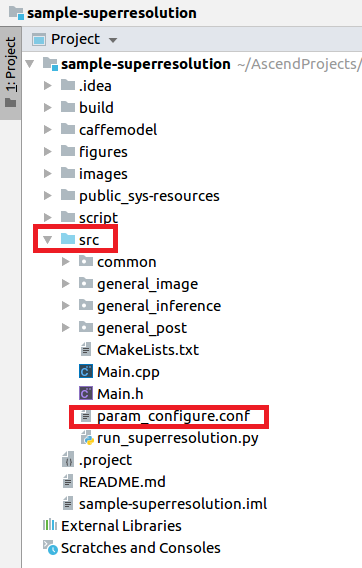 sample-superresolution
1: Project
Project
sample-superresolution ~/AscendProjects/
.idea
build
caffemodel
figures
images
public_sys-resources
script
src
common
general_image
general_inference
general_post
CMakeLists.txt
Main.cpp
Main.h
param_configure.conf
run_superresolution.py
.project
README.md
sample-superresolution.iml
External Libraries
Scratches and Consoles